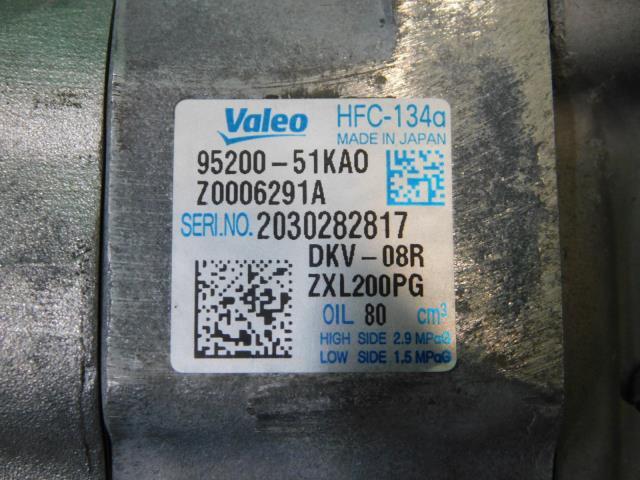 Valeo HFC-134a
MADE IN JAPAN
95200-51KA0
Z0006291A
SERI.NO. 2030282817
DKV-08R
ZXL200PG
OIL 80 cm³
HIGH SIDE 2.9 MPaG
LOW SIDE 1.5 MPaG